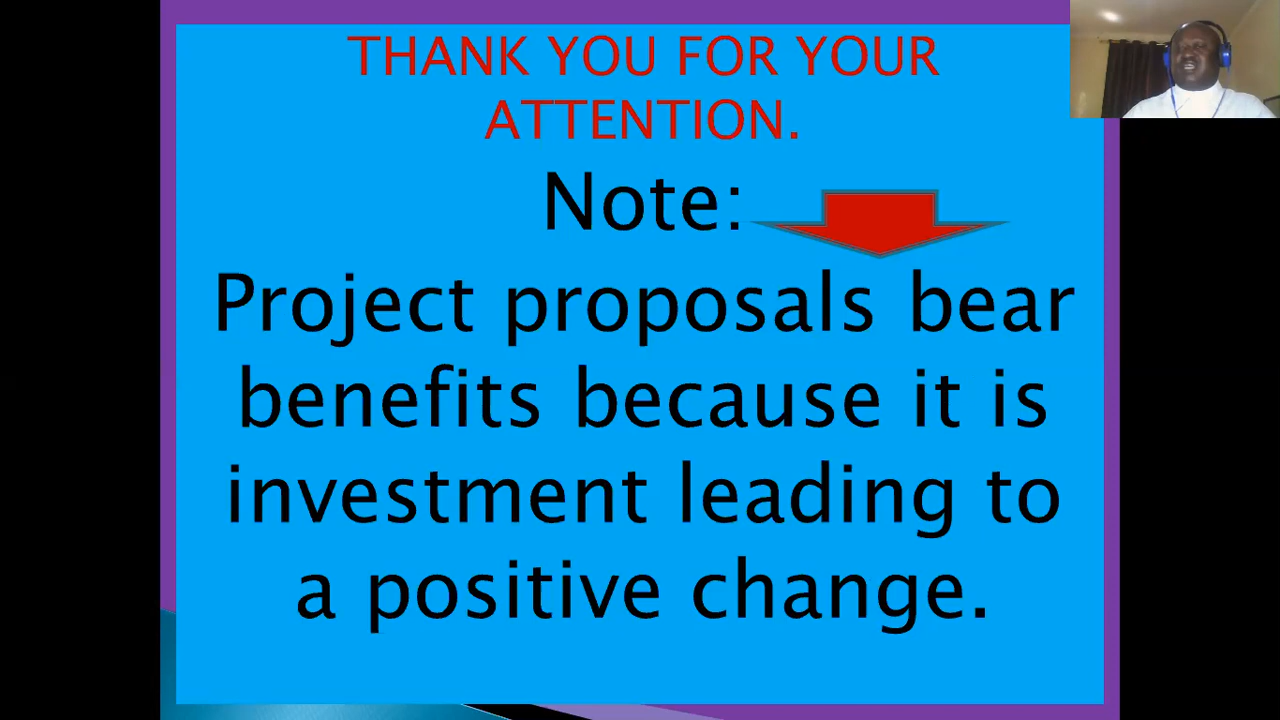 THANK YOU FOR YOUR
ATTENTION.
Note:
Project proposals bear
benefits because it is
investment leading to
a positive change.